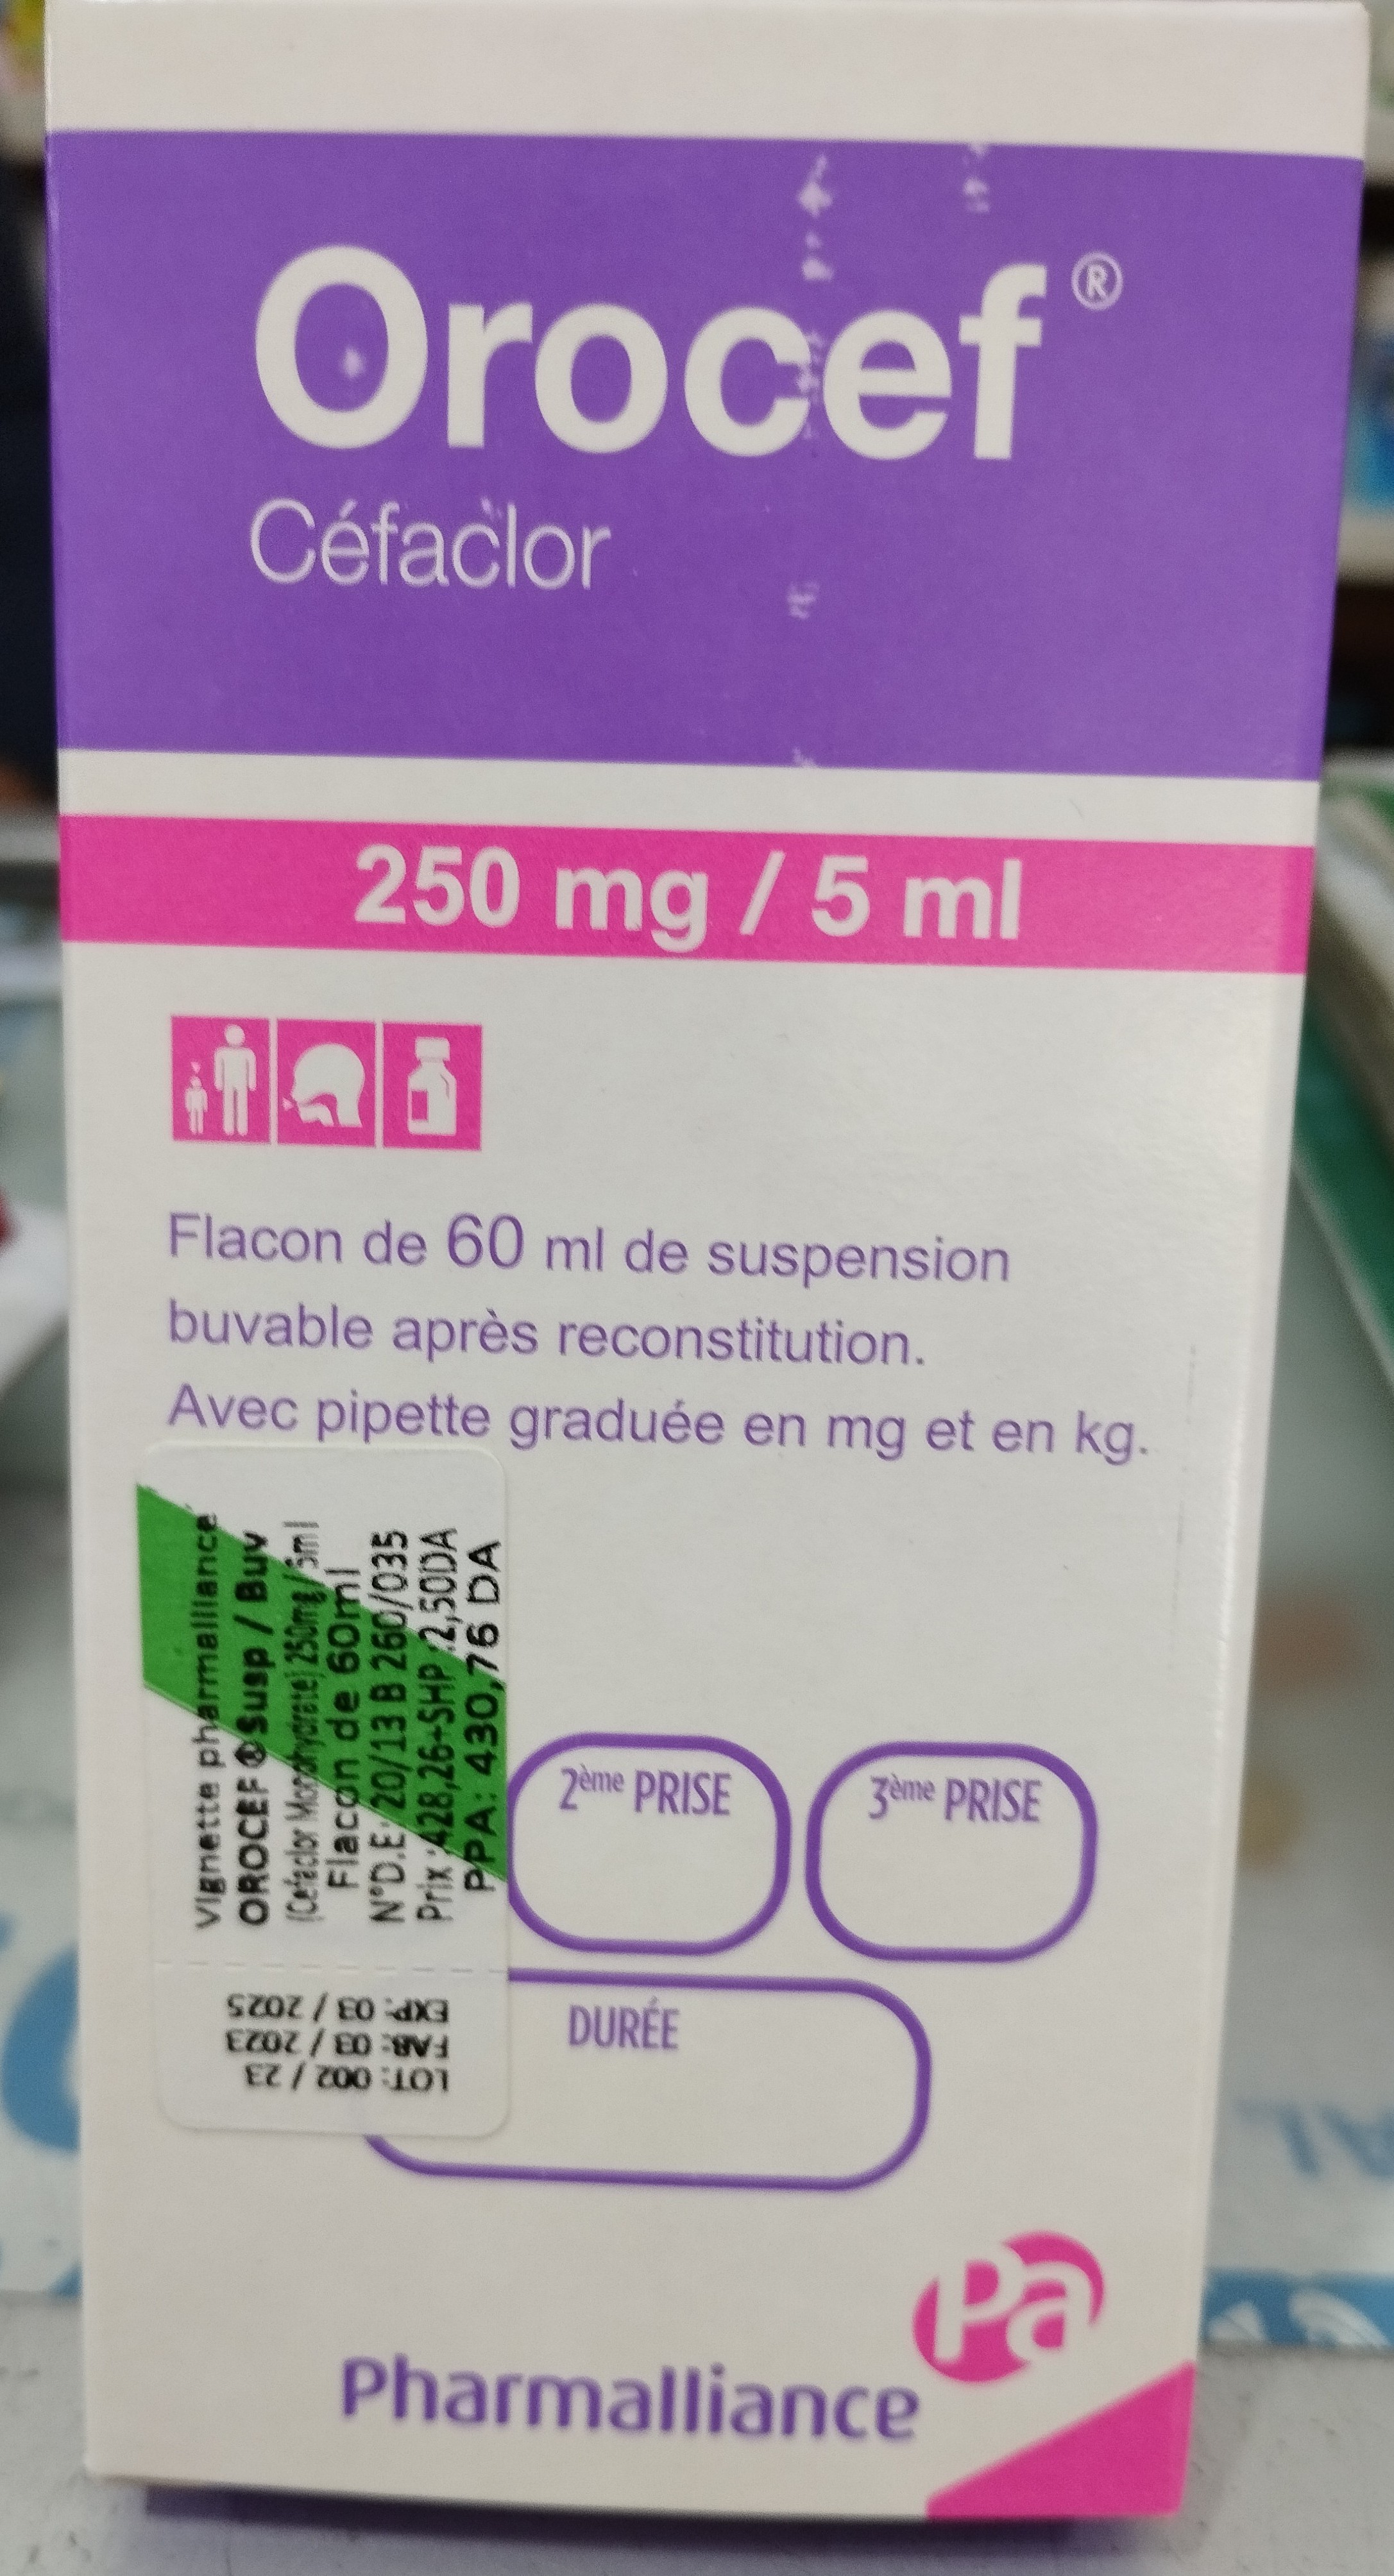 Orocef®
Céfaclor
250 mg / 5 ml
Flacon de 60 ml de suspension
buvable après reconstitution.
Avec pipette graduée en mg et en kg.
Vignette pharmalliance
OROCEF®Susp / Buv
(Cefaclor Monohydrate) 250mg/5ml
Flacon de 60ml
N°D.E: 20/13 B 260/035
Prix :428,26+SHP :2,50DA
PPA: 430,76 DA
LOT: 002 / 23
FAB: 03 / 2023
EXP: 03 / 2025
2ème PRISE
3ème PRISE
DURÉE
Pa
Pharmalliance